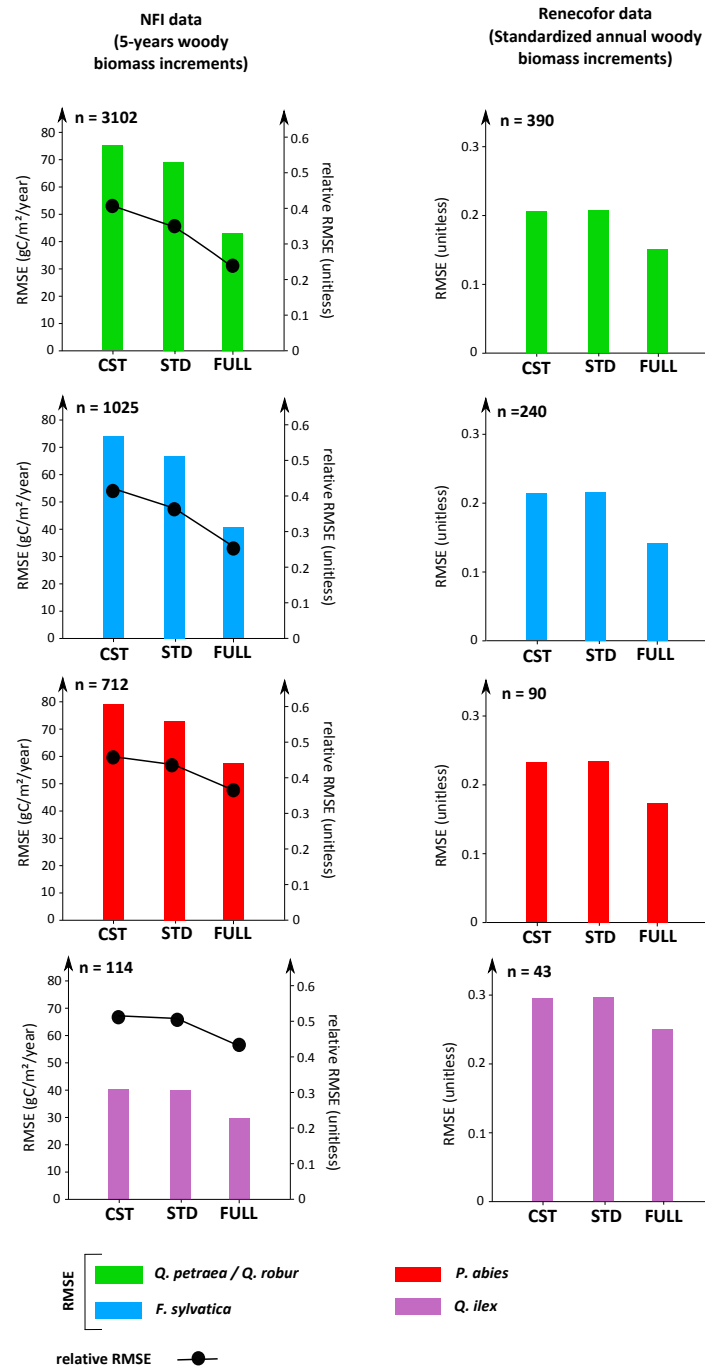 NFI data
(5-years woody
biomass increments)
Renecofor data
(Standardized annual woody
biomass increments)
n = 3102
RMSE (gC/m²/year)
80
70
60
50
40
30
20
10
0
0.6
0.5
0.4
0.3
0.2
0.1
0
relative RMSE
(unitless)
CST STD FULL
n = 390
RMSE (unitless)
0.3
0.2
0.1
0
CST STD FULL
n = 1025
RMSE (gC/m²/year)
80
70
60
50
40
30
20
10
0
0.6
0.5
0.4
0.3
0.2
0.1
0
relative RMSE
(unitless)
CST STD FULL
n =240
RMSE (unitless)
0.3
0.2
0.1
0
CST STD FULL
n = 712
RMSE (gC/m²/year)
80
70
60
50
40
30
20
10
0
0.6
0.5
0.4
0.3
0.2
0.1
0
relative RMSE
(unitless)
CST STD FULL
n = 90
RMSE (unitless)
0.3
0.2
0.1
0
CST STD FULL
n = 114
RMSE (gC/m²/year)
80
70
60
50
40
30
20
10
0
0.6
0.5
0.4
0.3
0.2
0.1
0
relative RMSE
(unitless)
CST STD FULL
n = 43
RMSE (unitless)
0.3
0.2
0.1
0
CST STD FULL
RMSE
Q. petraea / Q. robur
P. abies
F. sylvatica
Q. ilex
relative RMSE